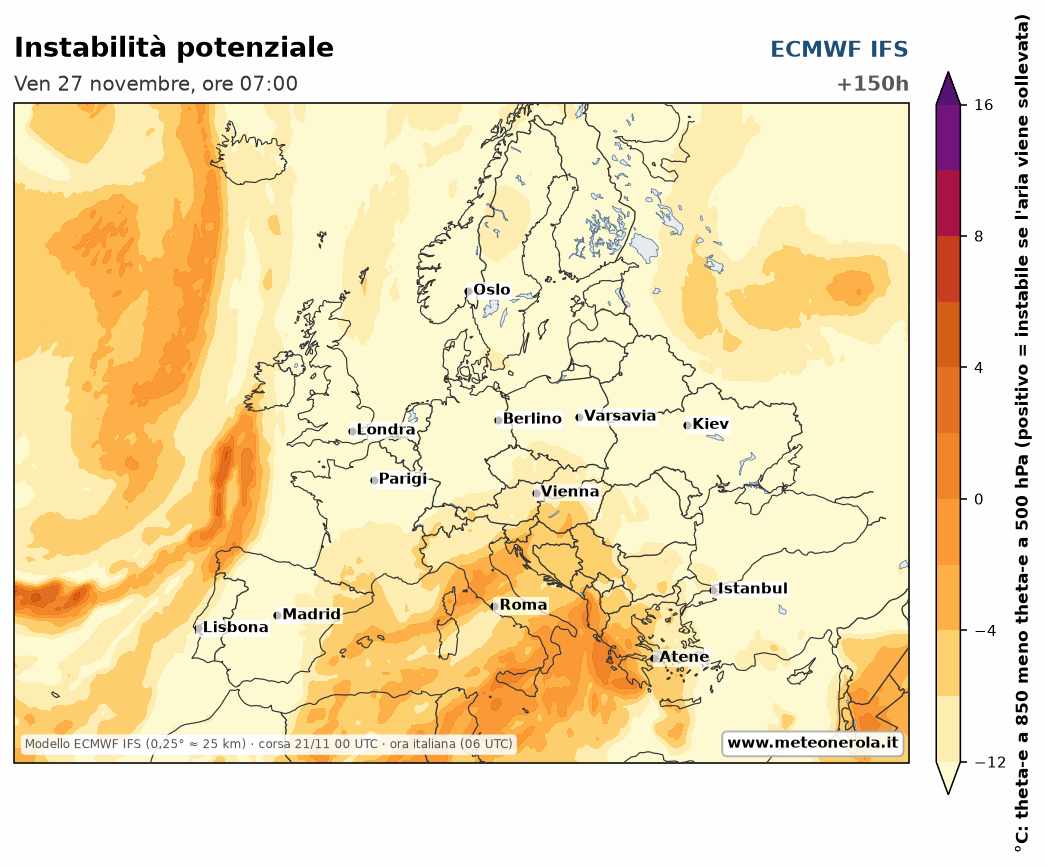 Instabilità potenziale
ECMWF IFS
Ven 27 novembre, ore 07:00
+150h
16
8
4
0
−4
−12
°C: theta-e a 850 meno theta-e a 500 hPa (positivo = instabile se l'aria viene sollevata)
Oslo
Londra
Berlino
Varsavia
Kiev
Parigi
Vienna
Istanbul
Roma
Madrid
Lisbona
Atene
Modello ECMWF IFS (0,25° ≈ 25 km) · corsa 21/11 00 UTC · ora italiana (06 UTC)
www.meteonerola.it